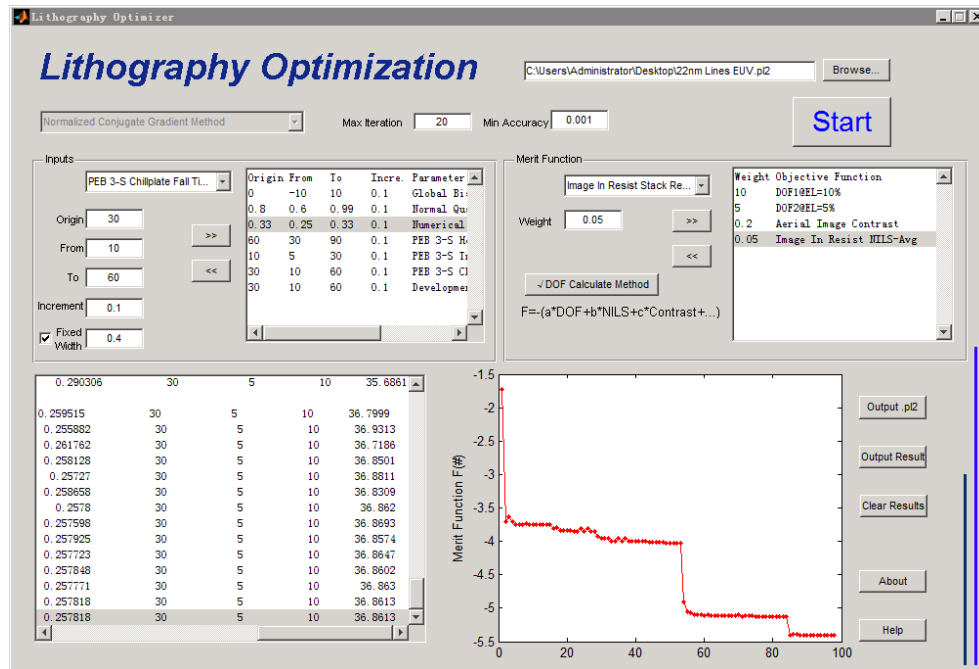 Lithography Optimizer
Lithography Optimization
C:\Users\Administrator\Desktop\22nm Lines EUV.pl2
Browse...
Normalized Conjugate Gradient Method
Max Iteration 20 Min Accuracy 0.001
Start
Inputs
PEB 3-S Chillplate Fall Ti...
Origin 30
From 10
To 60
Increment 0.1
Fixed Width 0.4
>>
<<
Origin From To Incre. Parameter
0 -10 10 0.1 Global Bi
0.8 0.6 0.99 0.1 Normal Qu
0.33 0.25 0.33 0.1 Numerical
60 30 90 0.1 PEB 3-S H
10 5 30 0.1 PEB 3-S I
30 10 60 0.1 PEB 3-S C
30 10 60 0.1 Developme
Merit Function
Image In Resist Stack Re...
Weight 0.05
>>
<<
√DOF Calculate Method
F=-(a*DOF+b*NILS+c*Contrast+...)
Weight Objective Function
10 DOF1@EL=10%
5 DOF2@EL=5%
0.2 Aerial Image Contrast
0.05 Image In Resist NILS-Avg
0.290306 30 5 10 35.6861
0.259515 30 5 10 36.7999
0.255882 30 5 10 36.9313
0.261762 30 5 10 36.7186
0.258128 30 5 10 36.8501
0.25727 30 5 10 36.8811
0.258658 30 5 10 36.8309
0.2578 30 5 10 36.862
0.257598 30 5 10 36.8693
0.257925 30 5 10 36.8574
0.257723 30 5 10 36.8647
0.257848 30 5 10 36.8602
0.257771 30 5 10 36.863
0.257818 30 5 10 36.8613
0.257818 30 5 10 36.8613
Merit Function F(#)
-1.5
-2
-2.5
-3
-3.5
-4
-4.5
-5
-5.5
0 20 40 60 80 100
Output .pl2
Output Result
Clear Results
About
Help